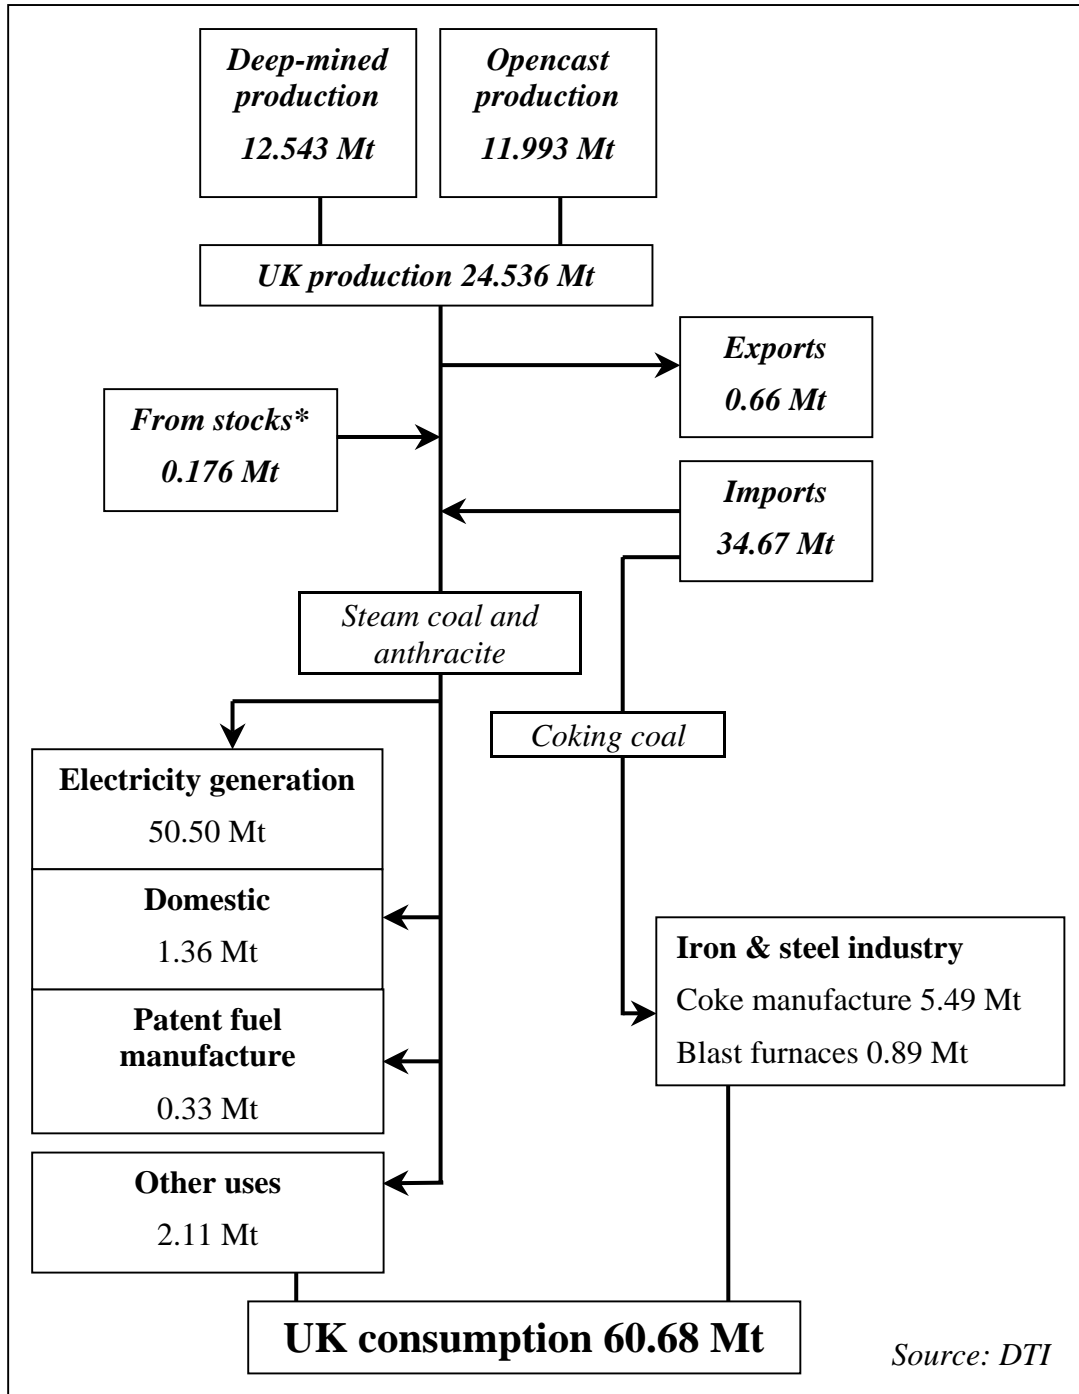 Deep-mined
production
12.543 Mt
Opencast
production
11.993 Mt
UK production 24.536 Mt
Exports
0.66 Mt
From stocks*
0.176 Mt
Imports
34.67 Mt
Steam coal and
anthracite
Coking coal
Electricity generation
50.50 Mt
Domestic
1.36 Mt
Patent fuel
manufacture
0.33 Mt
Other uses
2.11 Mt
Iron & steel industry
Coke manufacture 5.49 Mt
Blast furnaces 0.89 Mt
UK consumption 60.68 Mt
Source: DTI